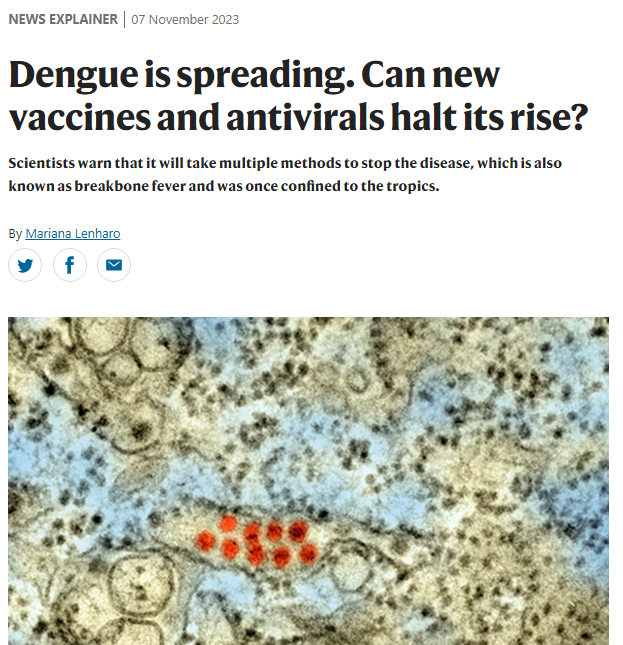 NEWS EXPLAINER | 07 November 2023
Dengue is spreading. Can new
vaccines and antivirals halt its rise?
Scientists warn that it will take multiple methods to stop the disease, which is also
known as breakbone fever and was once confined to the tropics.
By Mariana Lenharo